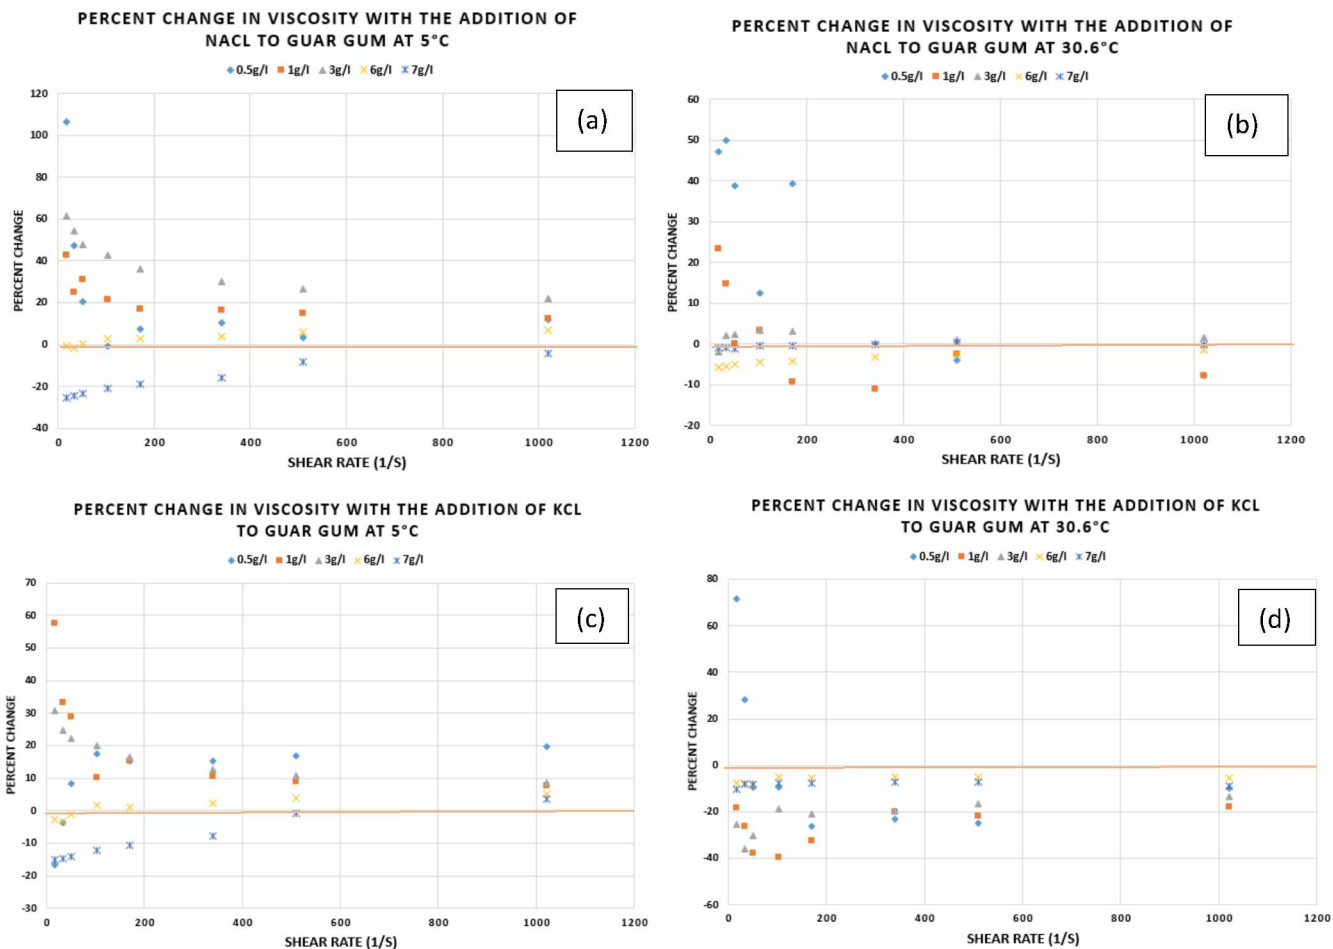 PERCENT CHANGE IN VISCOSITY WITH THE ADDITION OF
NACL TO GUAR GUM AT 5°C
0.5g/l 1g/l 3g/l 6g/l 7g/l
(a)
120
100
80
60
40
20
0
-20
-40
0 200 400 600 800 1000 1200
PERCENT CHANGE
SHEAR RATE (1/S)
PERCENT CHANGE IN VISCOSITY WITH THE ADDITION OF
NACL TO GUAR GUM AT 30.6°C
0.5g/l 1g/l 3g/l 6g/l 7g/l
(b)
60
50
40
30
20
10
0
-10
-20
0 200 400 600 800 1000 1200
PERCENT CHANGE
SHEAR RATE (1/S)
PERCENT CHANGE IN VISCOSITY WITH THE ADDITION OF KCL
TO GUAR GUM AT 5°C
0.5g/l 1g/l 3g/l 6g/l 7g/l
(c)
70
60
50
40
30
20
10
0
-10
-20
-30
0 200 400 600 800 1000 1200
PERCENT CHANGE
SHEAR RATE (1/S)
PERCENT CHANGE IN VISCOSITY WITH THE ADDITION OF KCL
TO GUAR GUM AT 30.6°C
0.5g/l 1g/l 3g/l 6g/l 7g/l
(d)
80
60
40
20
0
-20
-40
-60
0 200 400 600 800 1000 1200
PERCENT CHANGE
SHEAR RATE (1/S)